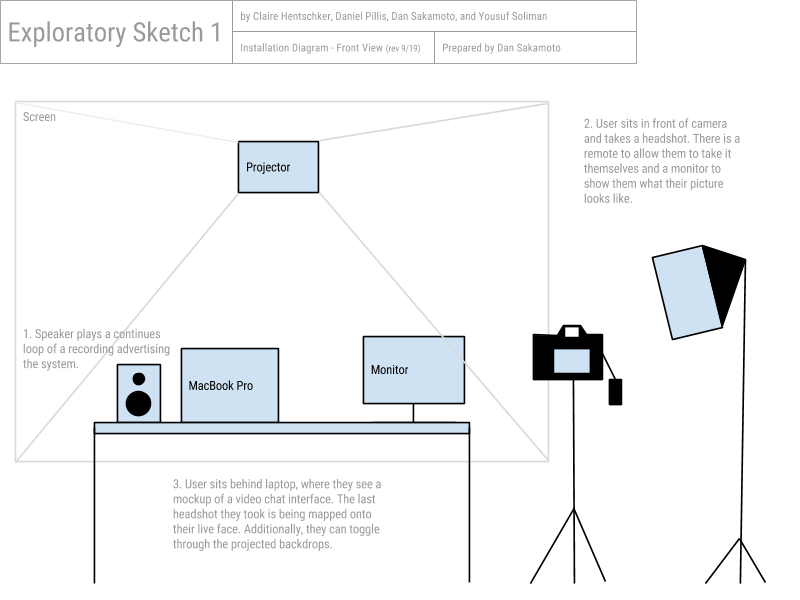 Exploratory Sketch 1
by Claire Hentschker, Daniel Pillis, Dan Sakamoto, and Yousuf Soliman
Installation Diagram - Front View (rev 9/19)
Prepared by Dan Sakamoto
Screen
2. User sits in front of camera
and takes a headshot. There is a
remote to allow them to take it
themselves and a monitor to
show them what their picture
looks like.
Projector
1. Speaker plays a continues
loop of a recording advertising
the system.
MacBook Pro
Monitor
3. User sits behind laptop, where they see a
mockup of a video chat interface. The last
headshot they took is being mapped onto
their live face. Additionally, they can toggle
through the projected backdrops.